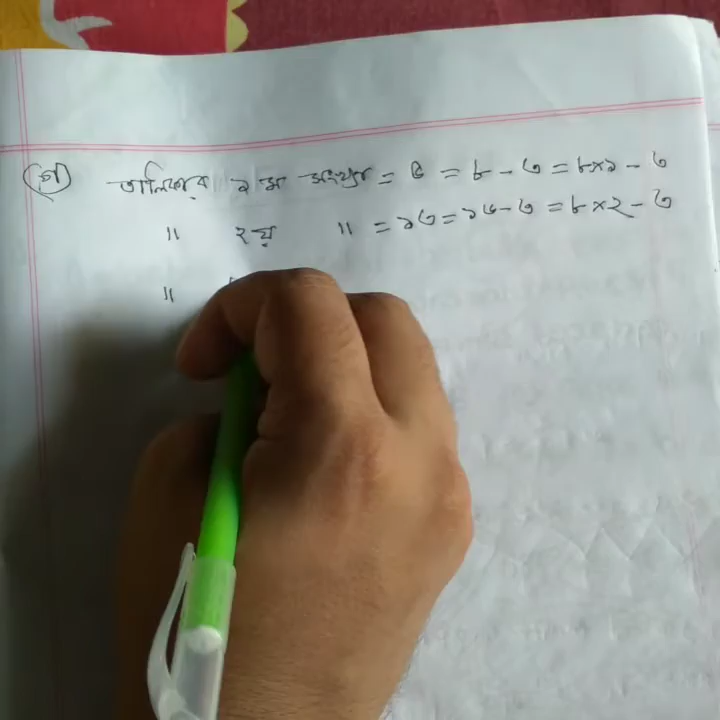 (গ) তালিকার ১ম সংখ্যা = ৫ = ৮ - ৩ = ৮×১ - ৩
" ২য় " = ১৩ = ১৬ - ৩ = ৮×২ - ৩
"